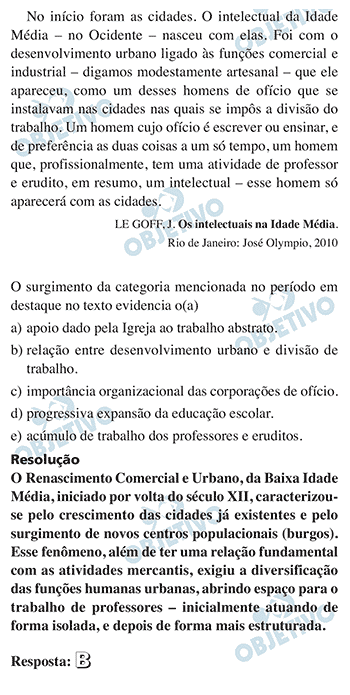 No início foram as cidades. O intelectual da Idade
Média – no Ocidente – nasceu com elas. Foi com o
desenvolvimento urbano ligado às funções comercial e
industrial – digamos modestamente artesanal – que ele
apareceu, como um desses homens de ofício que se
instalavam nas cidades nas quais se impôs a divisão do
trabalho. Um homem cujo ofício é escrever ou ensinar, e
de preferência as duas coisas a um só tempo, um homem
que, profissionalmente, tem uma atividade de professor
e erudito, em resumo, um intelectual – esse homem só
aparecerá com as cidades.
LE GOFF, J. Os intelectuais na Idade Média.
Rio de Janeiro: José Olympio, 2010
O surgimento da categoria mencionada no período em
destaque no texto evidencia o(a)
a) apoio dado pela Igreja ao trabalho abstrato.
b) relação entre desenvolvimento urbano e divisão de
trabalho.
c) importância organizacional das corporações de ofício.
d) progressiva expansão da educação escolar.
e) acúmulo de trabalho dos professores e eruditos.
Resolução
O Renascimento Comercial e Urbano, da Baixa Idade
Média, iniciado por volta do século XII, caracterizou-
se pelo crescimento das cidades já existentes e pelo
surgimento de novos centros populacionais (burgos).
Esse fenômeno, além de ter uma relação fundamental
com as atividades mercantis, exigiu a diversificação
das funções humanas urbanas, abrindo espaço para o
trabalho de professores – inicialmente atuando de
forma isolada, e depois de forma mais estruturada.
Resposta: B
OBJETIVO
OBJETIVO
OBJETIVO
OBJETIVO
OBJETIVO
OBJETIVO
OBJETIVO